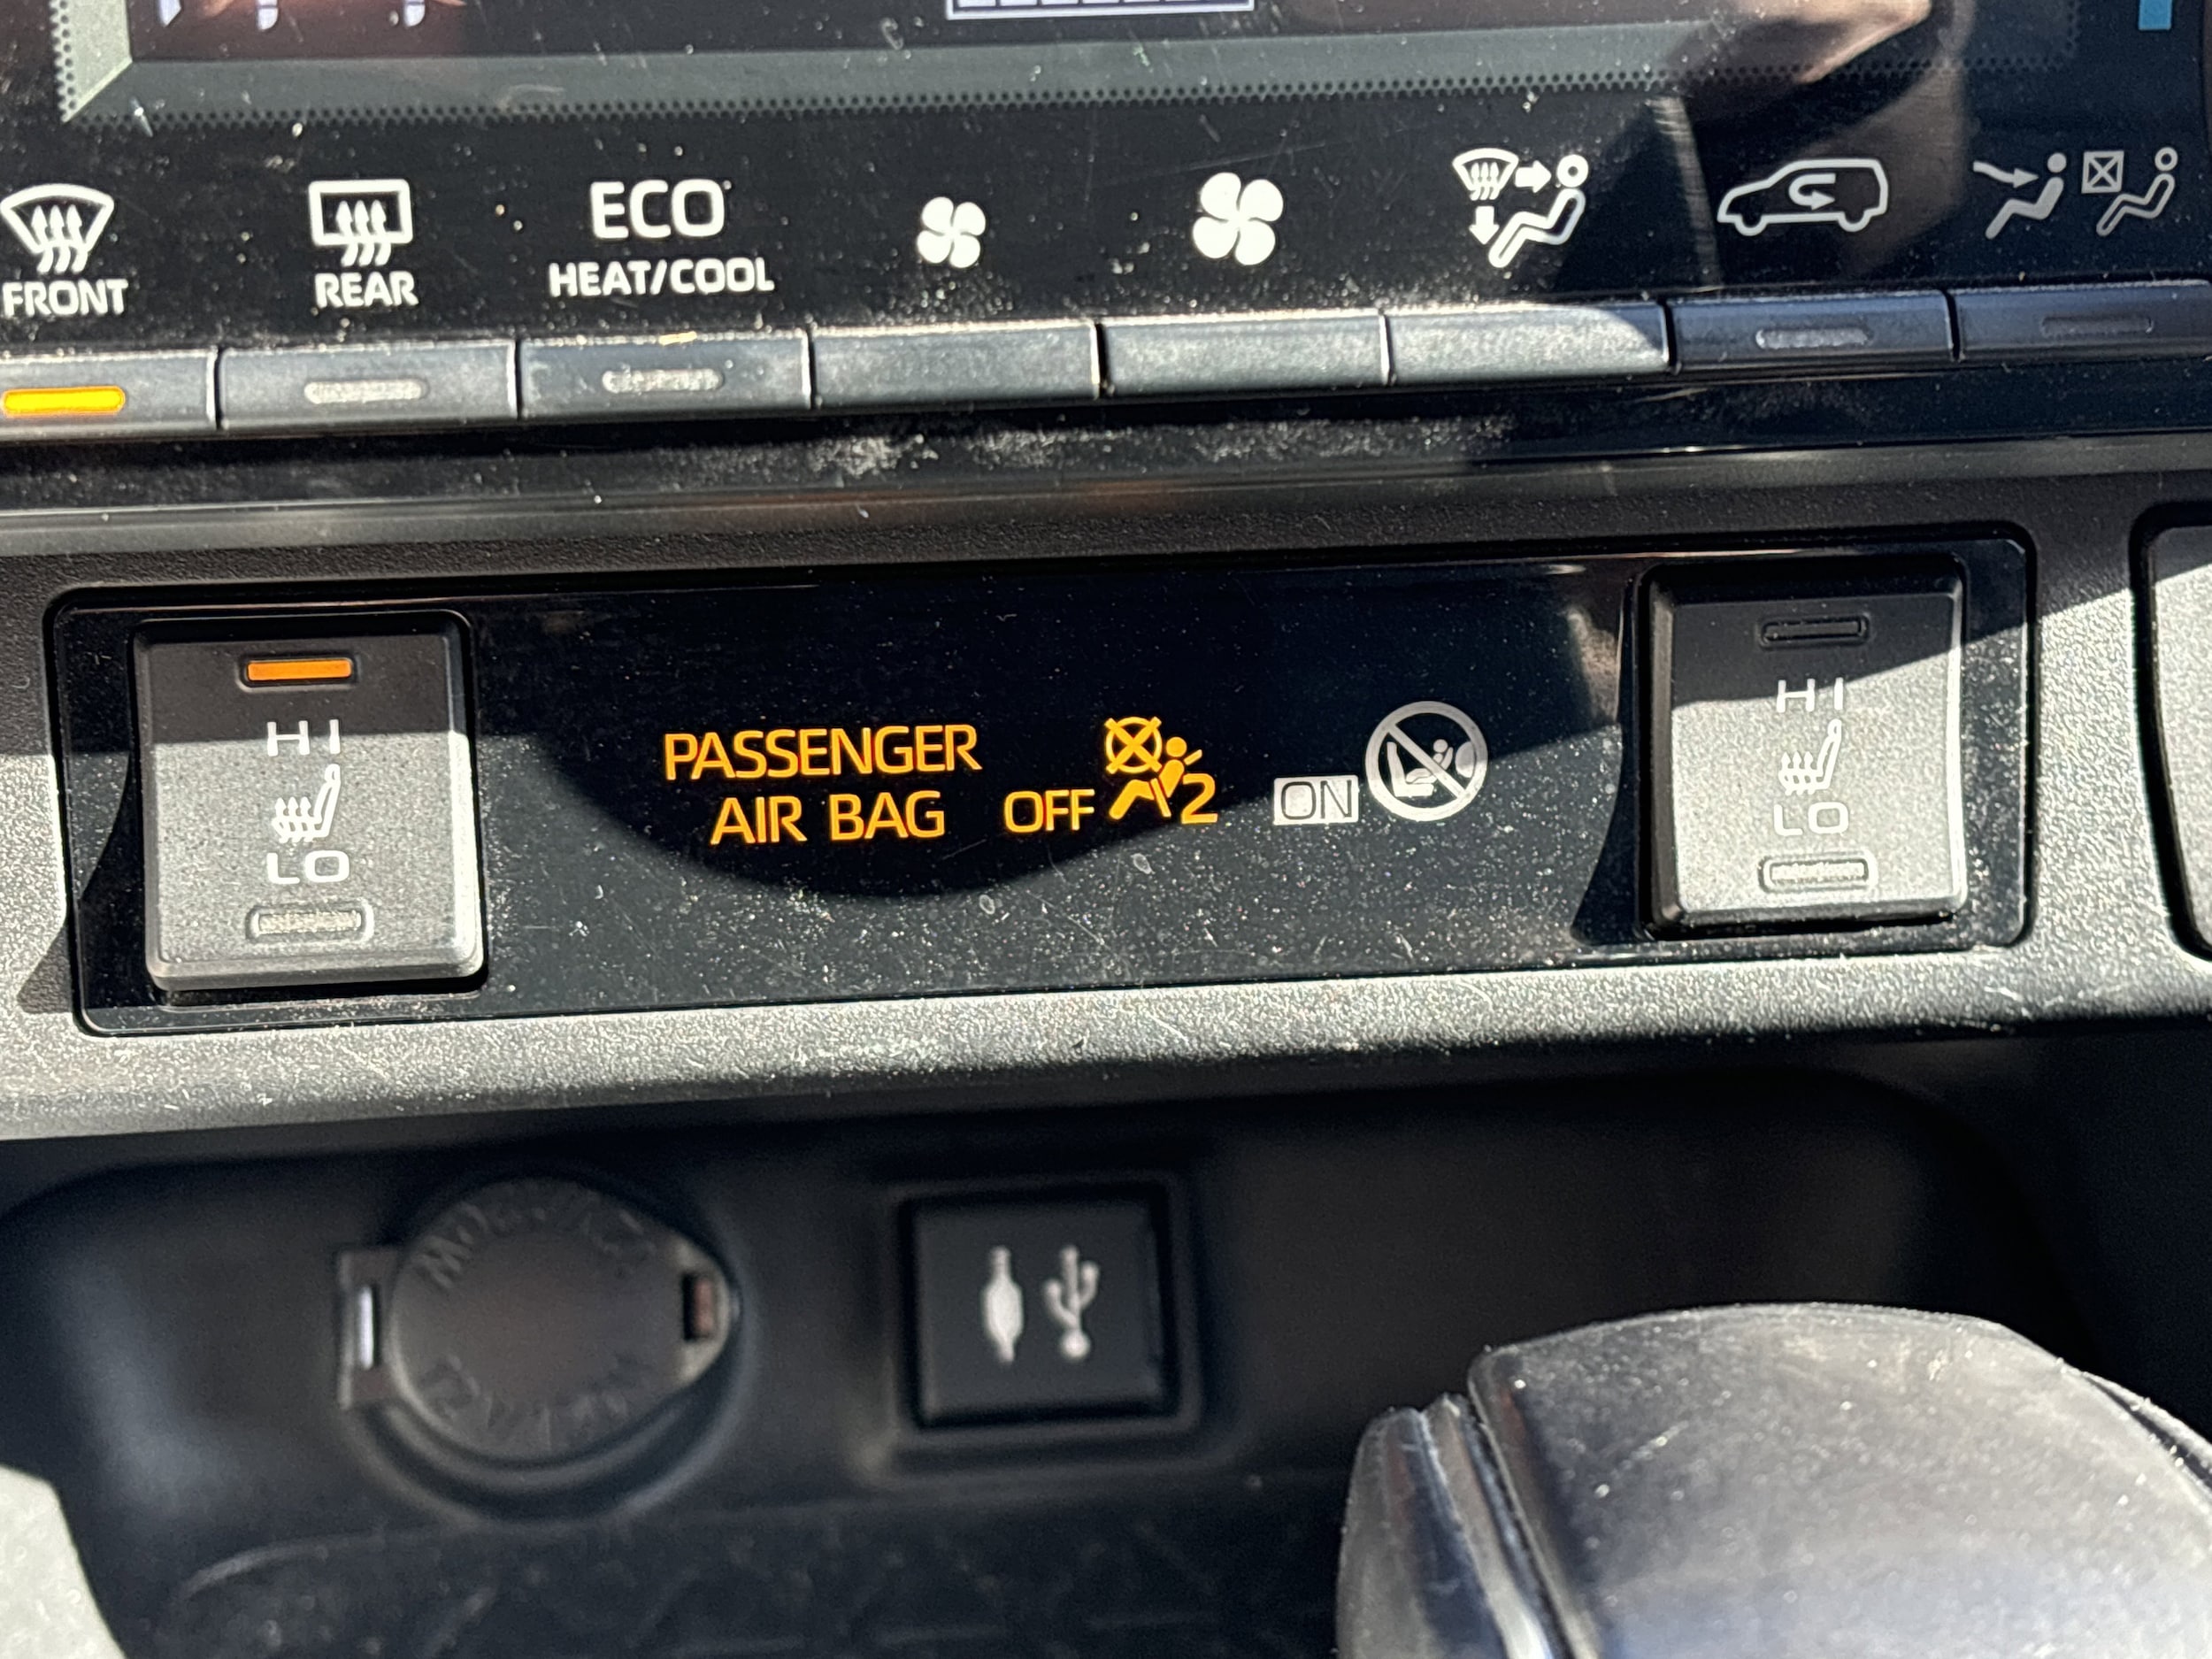 FRONT
REAR
ECO
HEAT/COOL
HI
LO
PASSENGER
AIR BAG
OFF
2
ON
HI
LO